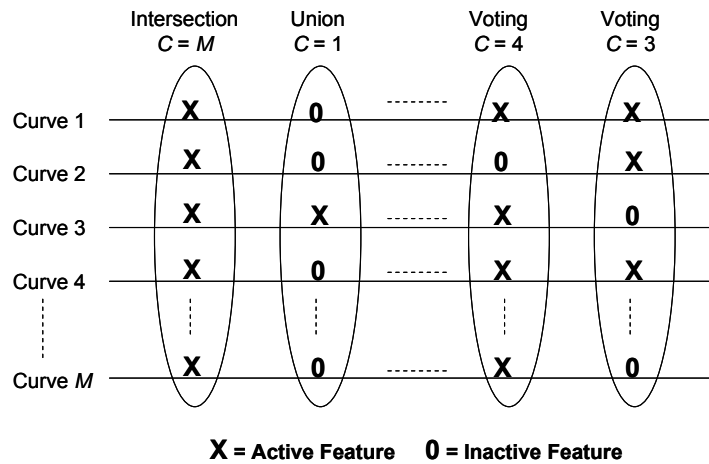 Intersection Union Voting Voting
C = M C = 1 C = 4 C = 3
Curve 1 X 0 X X
Curve 2 X 0 0 X
Curve 3 X X X 0
Curve 4 X 0 X X
Curve M X 0 X 0
X = Active Feature 0 = Inactive Feature